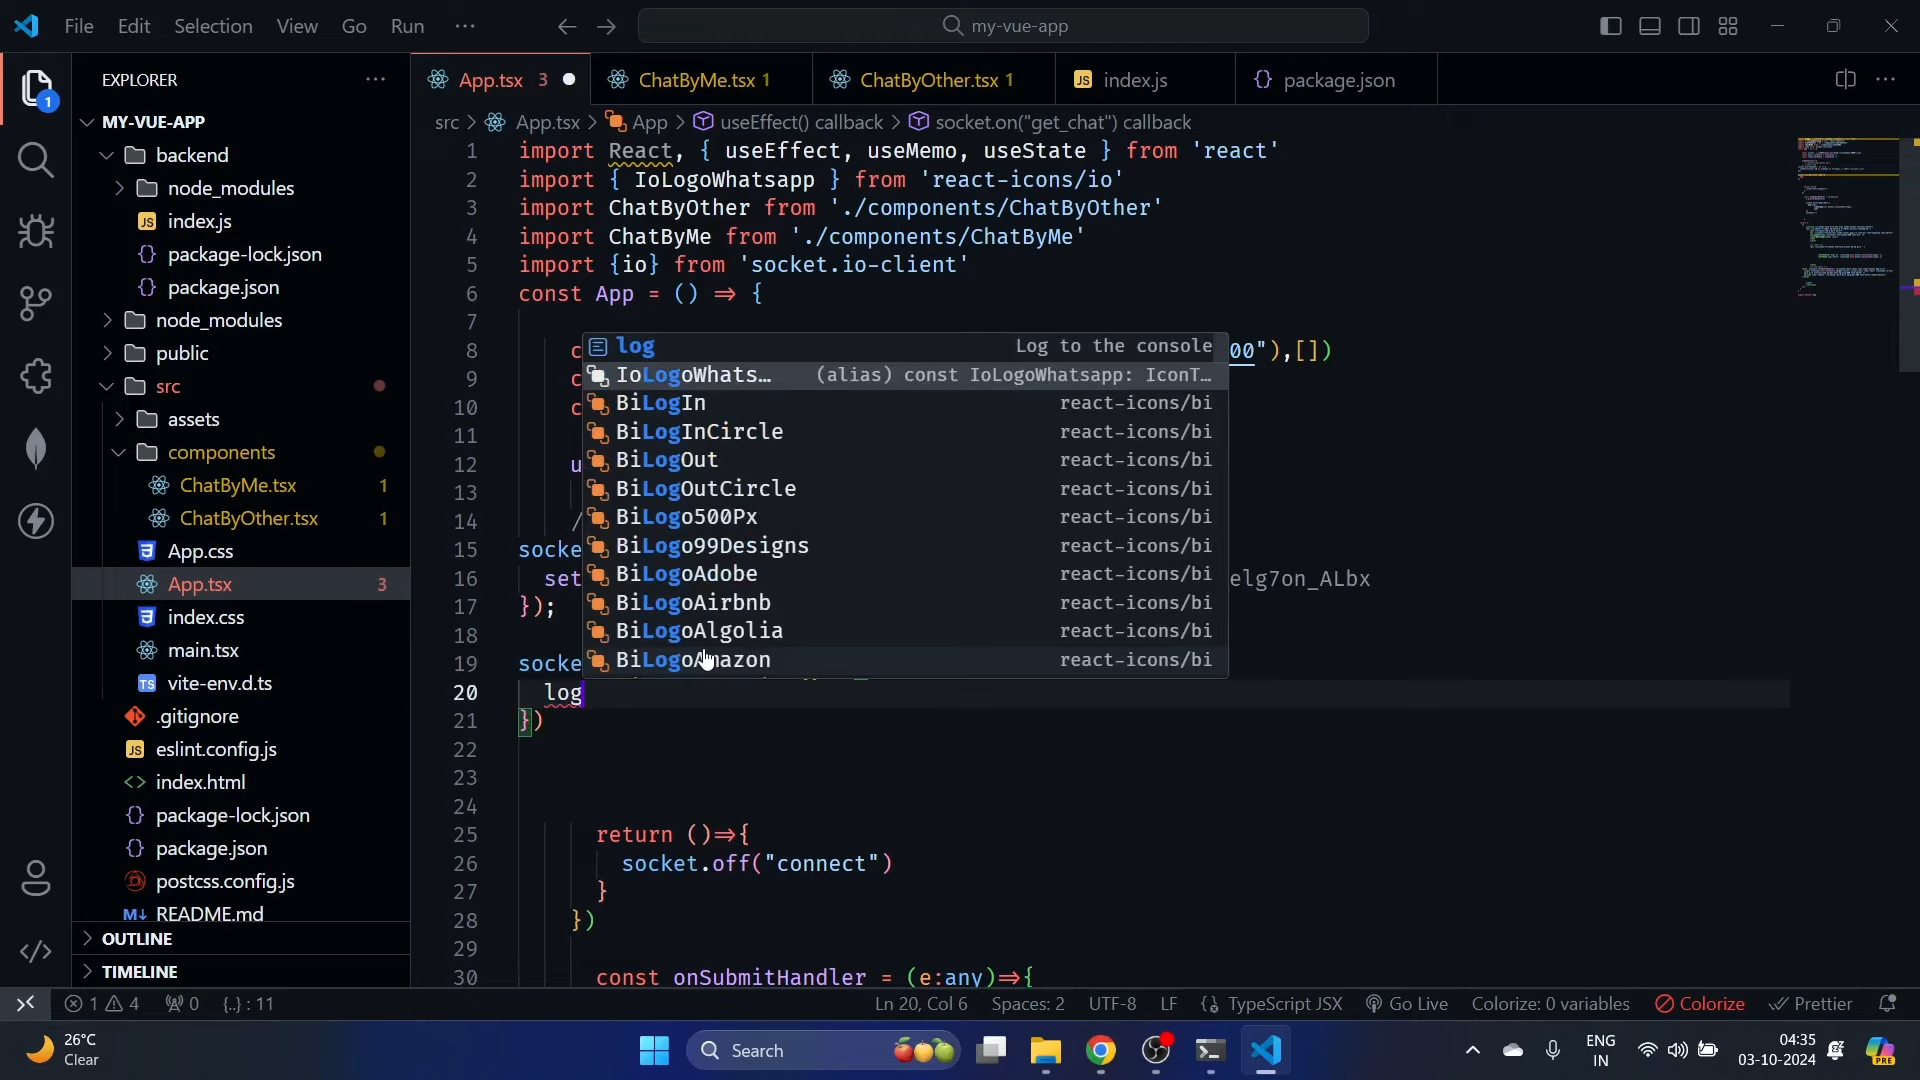 File Edit Selection View Go Run ···
my-vue-app
EXPLORER
App.tsx 3
ChatByMe.tsx 1
ChatByOther.tsx 1
JS index.js
{} package.json
src > App.tsx > App > useEffect() callback > socket.on("get_chat") callback
1
MY-VUE-APP
backend
node_modules
JS index.js
{} package-lock.json
{} package.json
node_modules
public
src
assets
components
ChatByMe.tsx 1
ChatByOther.tsx 1
App.css
App.tsx 3
index.css
main.tsx
TS vite-env.d.ts
.gitignore
JS eslint.config.js
<> index.html
{} package-lock.json
{} package.json
postcss.config.js
M↓ README.md
OUTLINE
TIMELINE
1 import React, { useEffect, useMemo, useState } from 'react'
2 import { IoLogoWhatsapp } from 'react-icons/io'
3 import ChatByOther from './components/ChatByOther'
4 import ChatByMe from './components/ChatByMe'
5 import {io} from 'socket.io-client'
6 const App = () ⇒ {
7
8 c 00"),[])
9 c
10 c
11
12 u
13
14 /
15 socke
16 set elg7on_ALbx
17 });
18
19 socke
20 log
21 })
22
23
24
25 return ()⇒{
26 socket.off("connect")
27 }
28 })
29
30 const onSubmitHandler = (e:any)⇒{
log Log to the console
IoLogoWhats… (alias) const IoLogoWhatsapp: IconT…
BiLogIn react-icons/bi
BiLogInCircle react-icons/bi
BiLogOut react-icons/bi
BiLogOutCircle react-icons/bi
BiLogo500Px react-icons/bi
BiLogo99Designs react-icons/bi
BiLogoAdobe react-icons/bi
BiLogoAirbnb react-icons/bi
BiLogoAlgolia react-icons/bi
BiLogoAmazon react-icons/bi
1 4 0 {..} : 11 Ln 20, Col 6 Spaces: 2 UTF-8 LF {} TypeScript JSX Go Live Colorize: 0 variables Colorize Prettier
26°C
Clear
Search
ENG
IN
04:35
03-10-2024
PRE